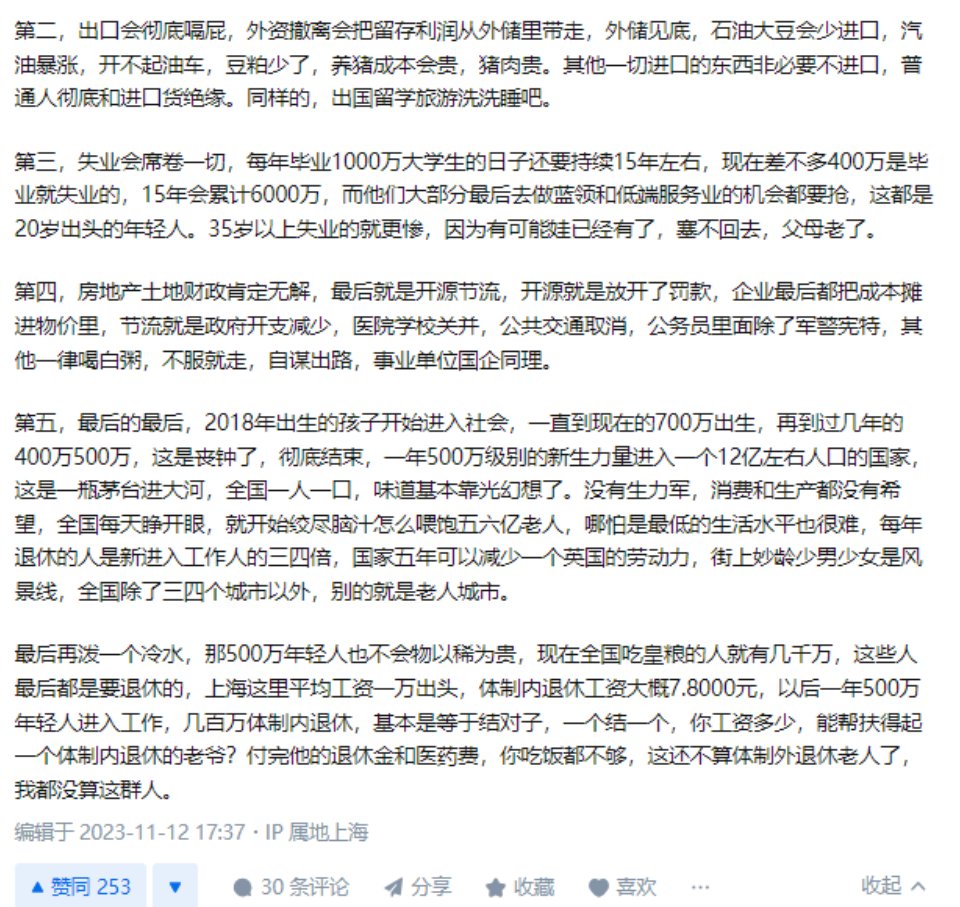 第二，出口会彻底嗝屁，外资撤离会把留存利润从外储里带走，外储见底，石油大豆会少进口，汽
油暴涨，开不起油车，豆粕少了，养猪成本会贵，猪肉贵。其他一切进口的东西非必要不进口，普
通人彻底和进口货绝缘。同样的，出国留学旅游洗洗睡吧。
第三，失业会席卷一切，每年毕业1000万大学生的日子还要持续15年左右，现在差不多400万是毕
业就失业的，15年会累计6000万，而他们大部分最后去做蓝领和低端服务业的机会都要抢，这都是
20岁出头的年轻人。35岁以上失业的就更惨，因为有可能娃已经有了，塞不回去，父母老了。
第四，房地产土地财政肯定无解，最后就是开源节流，开源就是放开了罚款，企业最后都把成本摊
进物价里，节流就是政府开支减少，医院学校关并，公共交通取消，公务员里面除了军警宪特，其
他一律喝白粥，不服就走，自谋出路，事业单位国企同理。
第五，最后的最后，2018年出生的孩子开始进入社会，一直到现在的700万出生，再到过几年的
400万500万，这是丧钟了，彻底结束，一年500万级别的新生力量进入一个12亿左右人口的国家，
这是一瓶茅台进大河，全国一人一口，味道基本靠光幻想了。没有生力军，消费和生产都没有希
望，全国每天睁开眼，就开始绞尽脑汁怎么喂饱五六亿老人，哪怕是最低的生活水平也很难，每年
退休的人是新进入工作人的三四倍，国家五年可以减少一个英国的劳动力，街上妙龄少男少女是风
景线，全国除了三四个城市以外，别的就是老人城市。
最后再泼一个冷水，那500万年轻人也不会物以稀为贵，现在全国吃皇粮的人就有几千万，这些人
最后都是要退休的，上海这里平均工资一万出头，体制内退休工资大概7.8000元，以后一年500万
年轻人进入工作，几百万体制内退休，基本是等于结对子，一个结一个，你工资多少，能帮扶得起
一个体制内退休的老爷？付完他的退休金和医药费，你吃饭都不够，这还不算体制外退休老人了，
我都没算这群人。
编辑于 2023-11-12 17:37 · IP 属地上海
赞同 253 30 条评论 分享 收藏 喜欢 ··· 收起